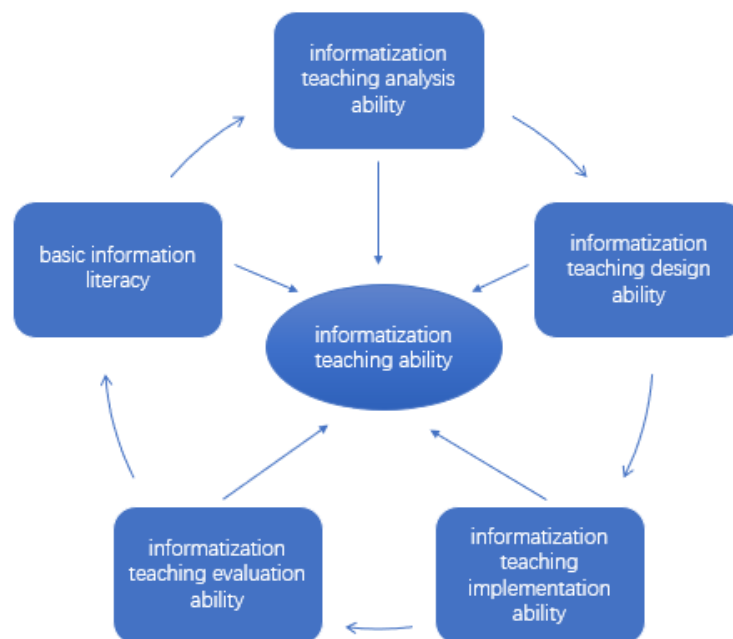 informatization
teaching analysis
ability
basic information
literacy
informatization
teaching design
ability
informatization
teaching ability
informatization
teaching evaluation
ability
informatization
teaching
implementation
ability